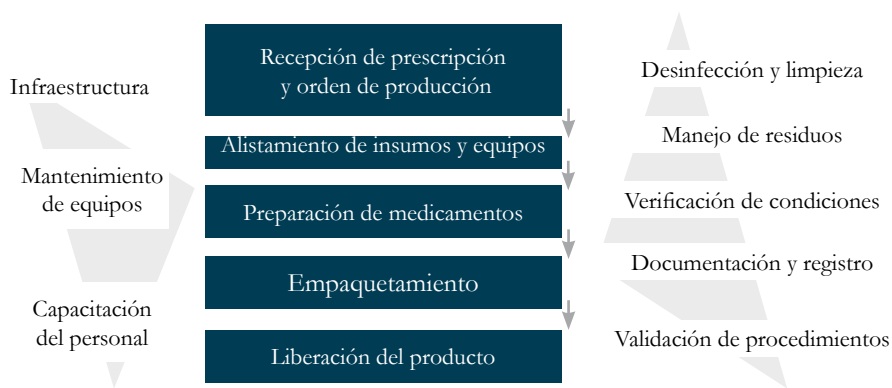 Infraestructura
Mantenimiento
de equipos
Capacitación
del personal
Recepción de prescripción
y orden de producción
Alistamiento de insumos y equipos
Preparación de medicamentos
Empaquetamiento
Liberación del producto
Desinfección y limpieza
Manejo de residuos
Verificación de condiciones
Documentación y registro
Validación de procedimientos